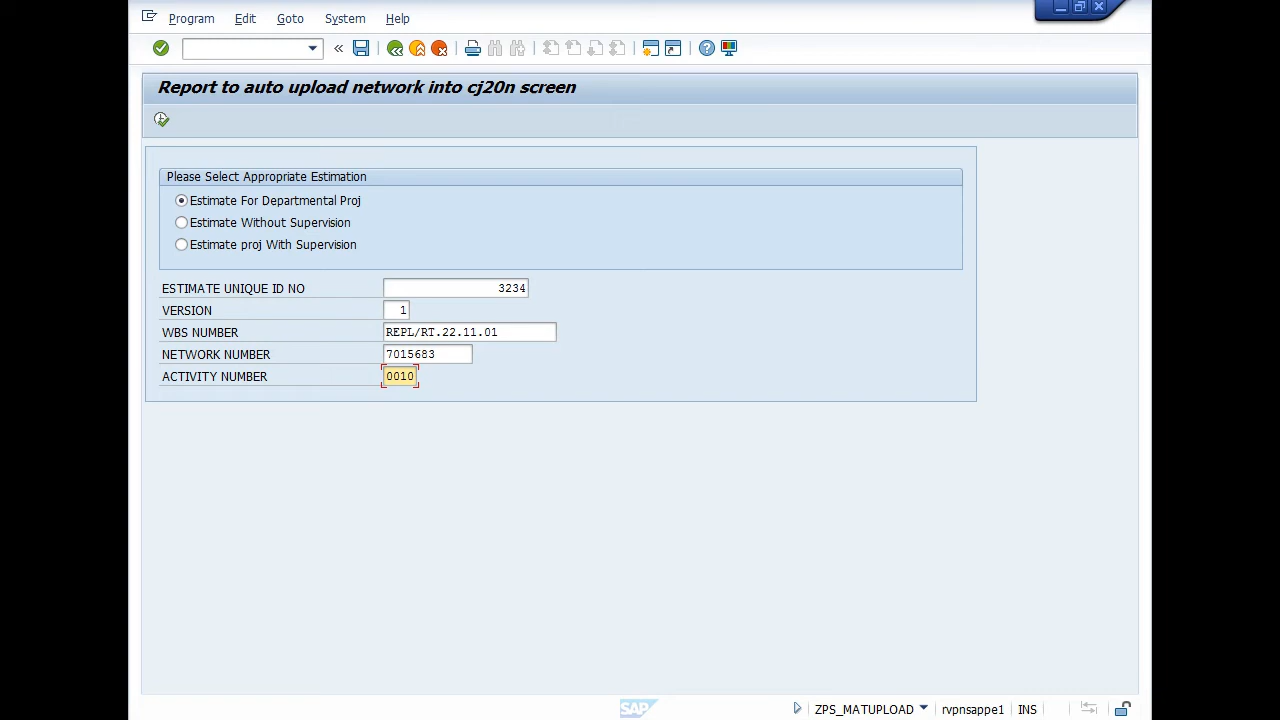 Program Edit Goto System Help
Report to auto upload network into cj20n screen
Please Select Appropriate Estimation
Estimate For Departmental Proj
Estimate Without Supervision
Estimate proj With Supervision
ESTIMATE UNIQUE ID NO 3234
VERSION 1
WBS NUMBER REPL/RT.22.11.01
NETWORK NUMBER 7015683
ACTIVITY NUMBER 0010
SAP ZPS_MATUPLOAD rvpnsappe1 INS